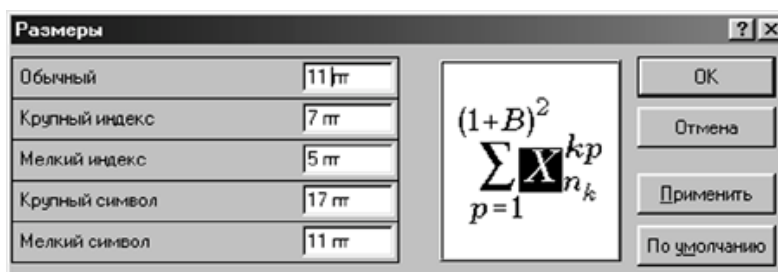 Размеры
Обычный 11 пт
Крупный индекс 7 пт
Мелкий индекс 5 пт
Крупный символ 17 пт
Мелкий символ 11 пт
(1+B)^2
∑ X kp n_k
p=1
OK
Отмена
Применить
По умолчанию